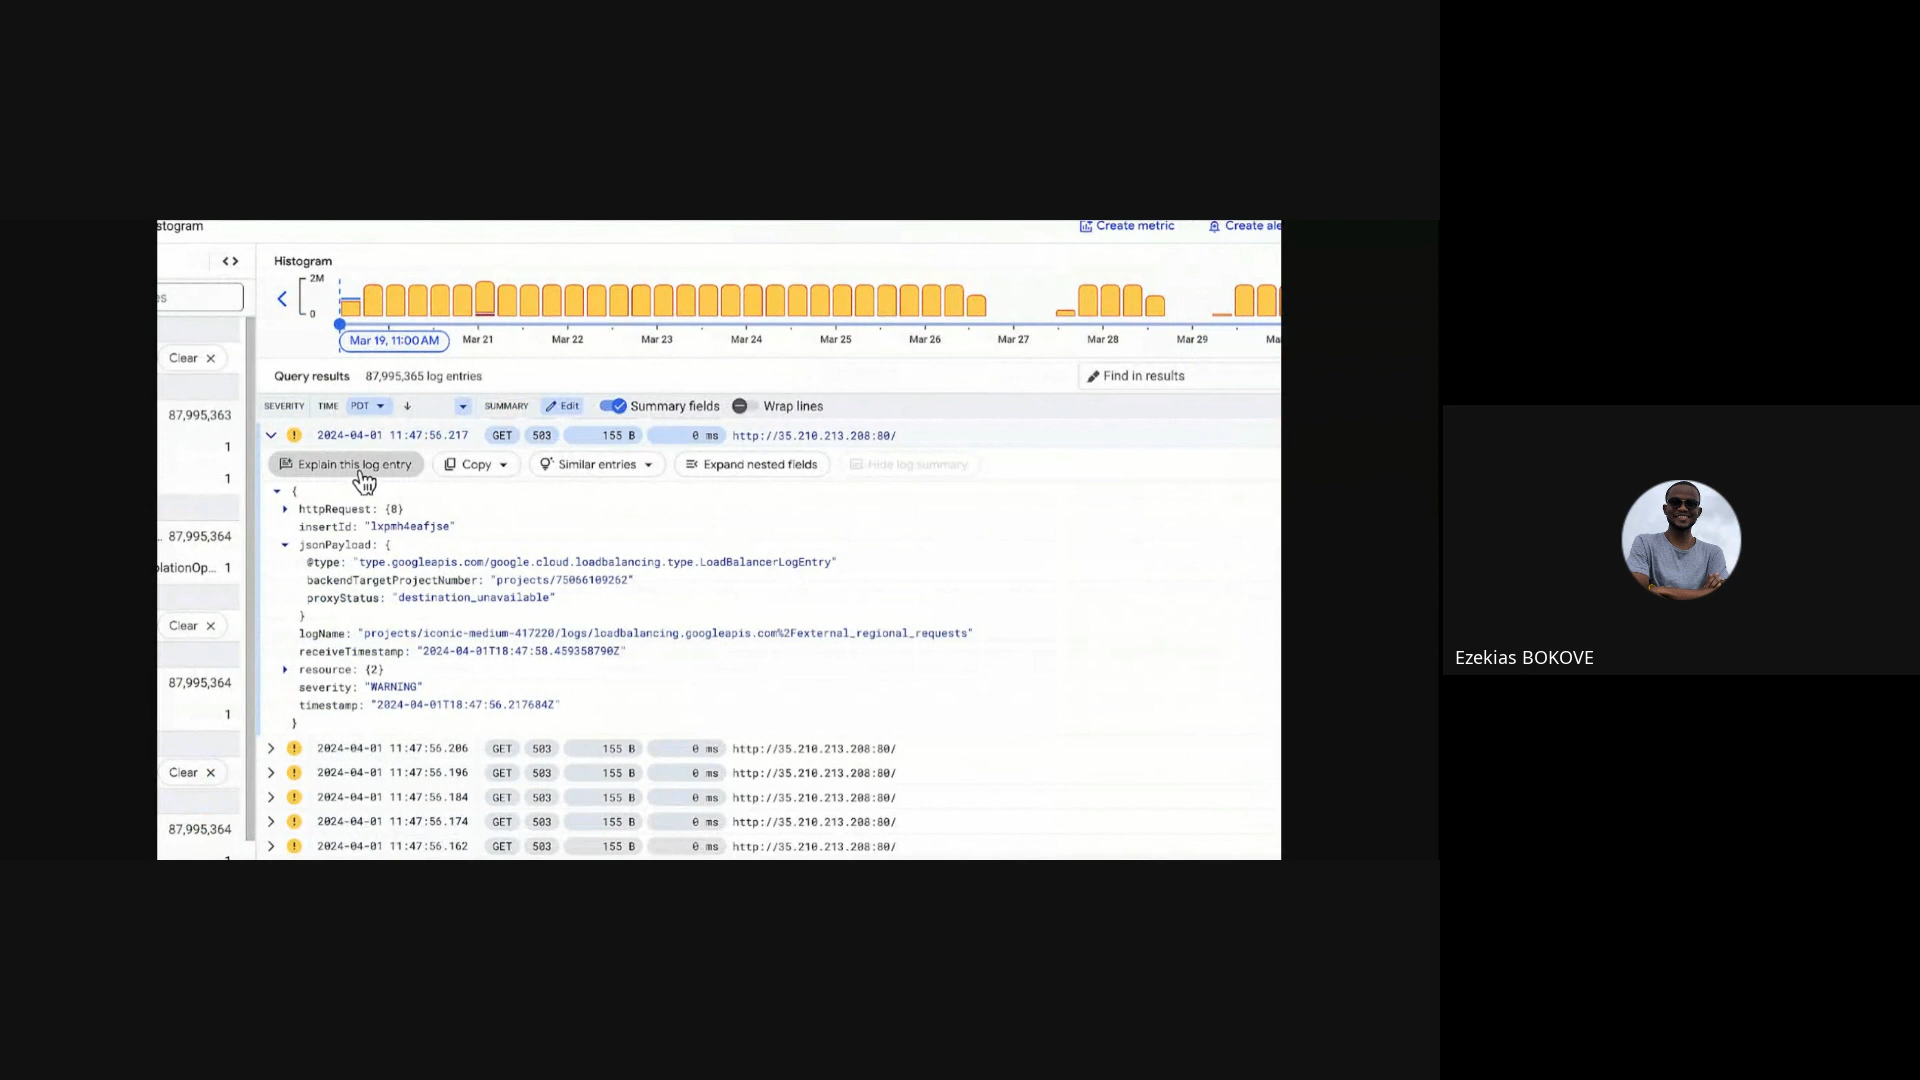 stogram
Create metric
Create ale
Histogram
2M
0
Mar 19, 11:00 AM
Mar 21
Mar 22
Mar 23
Mar 24
Mar 25
Mar 26
Mar 27
Mar 28
Mar 29
Ma
es
Clear
87,995,363
1
1
87,995,364
olationOp... 1
Clear
87,995,364
1
Clear
87,995,364
1
Query results 87,995,365 log entries
Find in results
SEVERITY TIME PDT SUMMARY Edit Summary fields Wrap lines
2024-04-01 11:47:56.217 GET 503 155 B 0 ms http://35.210.213.208:80/
Explain this log entry Copy Similar entries Expand nested fields Hide log summary
{
httpRequest: {8}
insertId: "lxpmh4eafjse"
jsonPayload: {
@type: "type.googleapis.com/google.cloud.loadbalancing.type.LoadBalancerLogEntry"
backendTargetProjectNumber: "projects/75066109262"
proxyStatus: "destination_unavailable"
}
logName: "projects/iconic-medium-417220/logs/loadbalancing.googleapis.com%2Fexternal_regional_requests"
receiveTimestamp: "2024-04-01T18:47:58.459358790Z"
resource: {2}
severity: "WARNING"
timestamp: "2024-04-01T18:47:56.217684Z"
}
2024-04-01 11:47:56.206 GET 503 155 B 0 ms http://35.210.213.208:80/
2024-04-01 11:47:56.196 GET 503 155 B 0 ms http://35.210.213.208:80/
2024-04-01 11:47:56.184 GET 503 155 B 0 ms http://35.210.213.208:80/
2024-04-01 11:47:56.174 GET 503 155 B 0 ms http://35.210.213.208:80/
2024-04-01 11:47:56.162 GET 503 155 B 0 ms http://35.210.213.208:80/
Ezekias BOKOVE